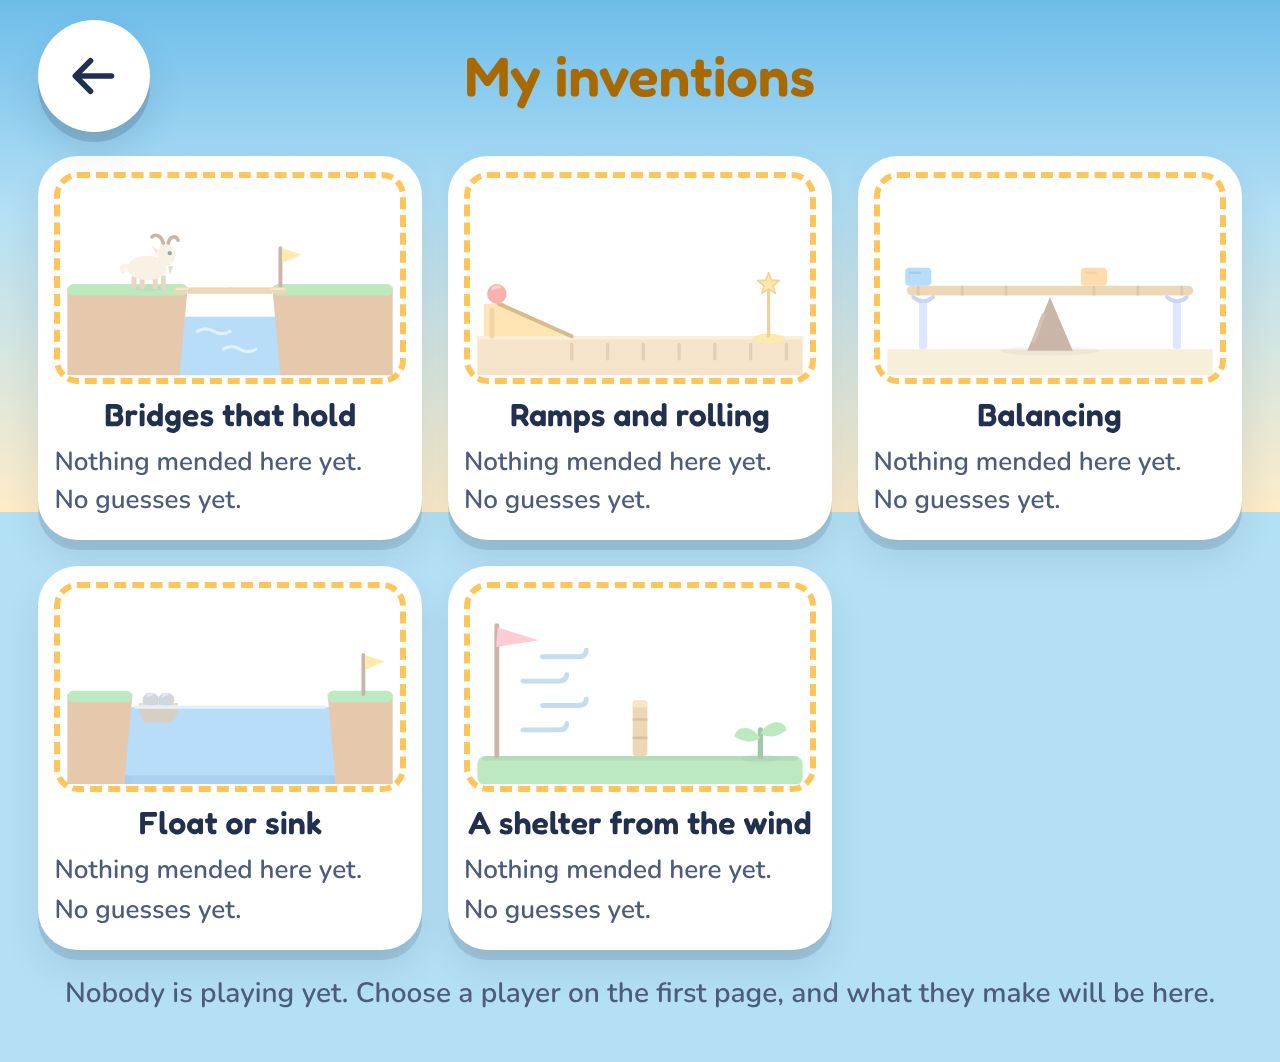 My inventions
Bridges that hold
Nothing mended here yet.
No guesses yet.
Ramps and rolling
Nothing mended here yet.
No guesses yet.
Balancing
Nothing mended here yet.
No guesses yet.
Float or sink
Nothing mended here yet.
No guesses yet.
A shelter from the wind
Nothing mended here yet.
No guesses yet.
Nobody is playing yet. Choose a player on the first page, and what they make will be here.